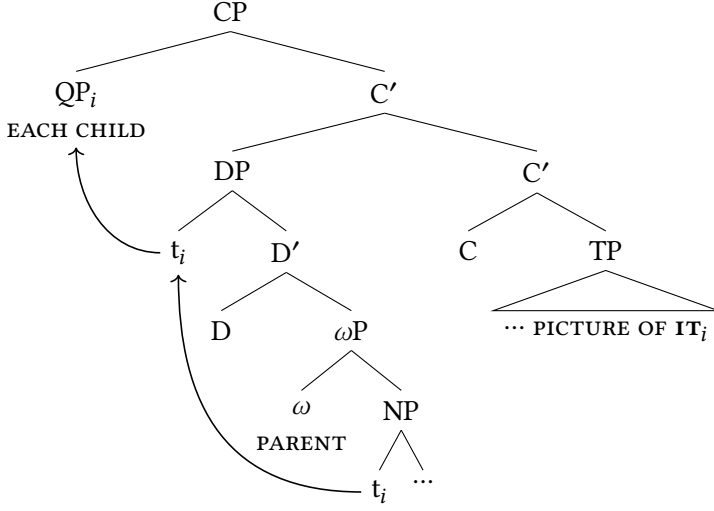 CP
QPᵢ C′
EACH CHILD
DP C′
tᵢ D′ C TP
D ωP ... PICTURE OF ITᵢ
ω NP
PARENT
tᵢ ...